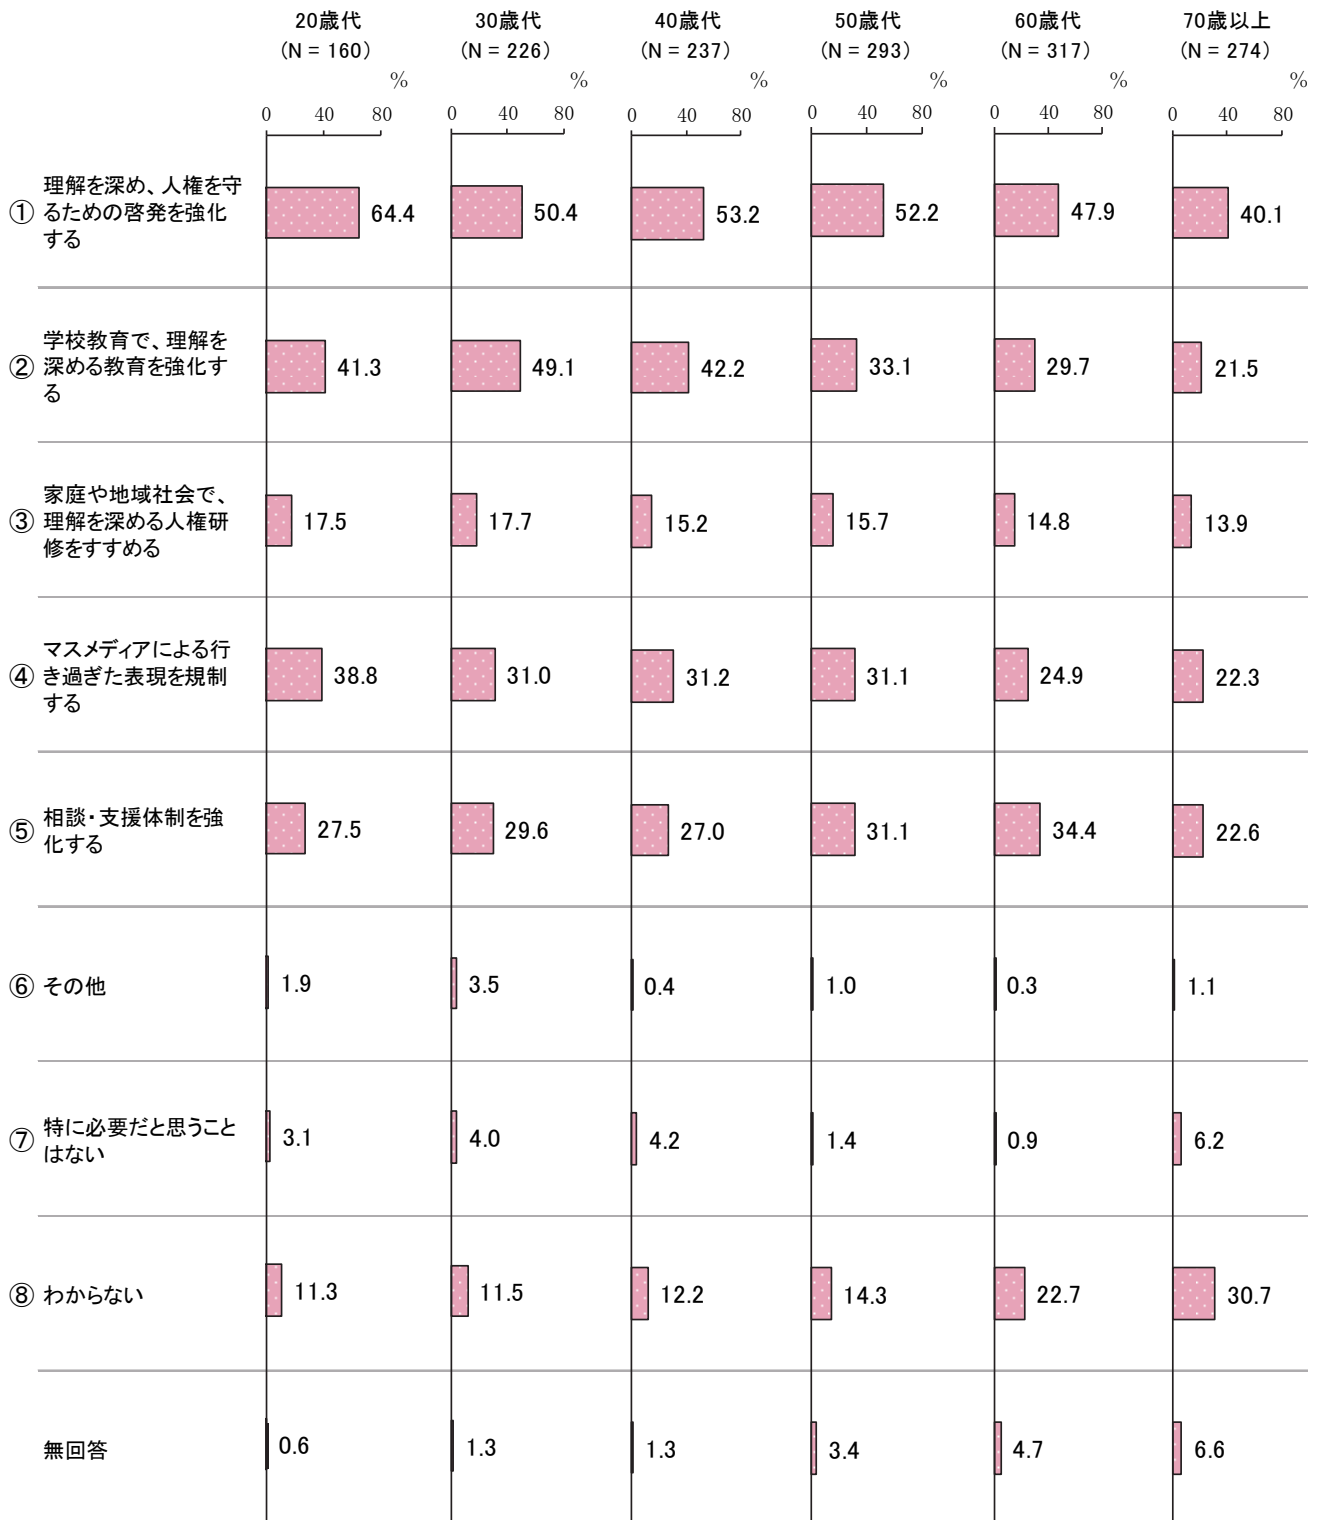 20歳代 30歳代 40歳代 50歳代 60歳代 70歳以上
(N = 160) (N = 226) (N = 237) (N = 293) (N = 317) (N = 274)
% % % % % %
0 40 80 0 40 80 0 40 80 0 40 80 0 40 80 0 40 80
理解を深め、人権を守
① るための啓発を強化 64.4 50.4 53.2 52.2 47.9 40.1
する
学校教育で、理解を
② 深める教育を強化す 41.3 49.1 42.2 33.1 29.7 21.5
る
家庭や地域社会で、
③ 理解を深める人権研 17.5 17.7 15.2 15.7 14.8 13.9
修をすすめる
マスメディアによる行
④ き過ぎた表現を規制 38.8 31.0 31.2 31.1 24.9 22.3
する
相談・支援体制を強
⑤ 27.5 29.6 27.0 31.1 34.4 22.6
化する
⑥ その他 1.9 3.5 0.4 1.0 0.3 1.1
特に必要だと思うこと
⑦ 3.1 4.0 4.2 1.4 0.9 6.2
はない
⑧ わからない 11.3 11.5 12.2 14.3 22.7 30.7
無回答 0.6 1.3 1.3 3.4 4.7 6.6